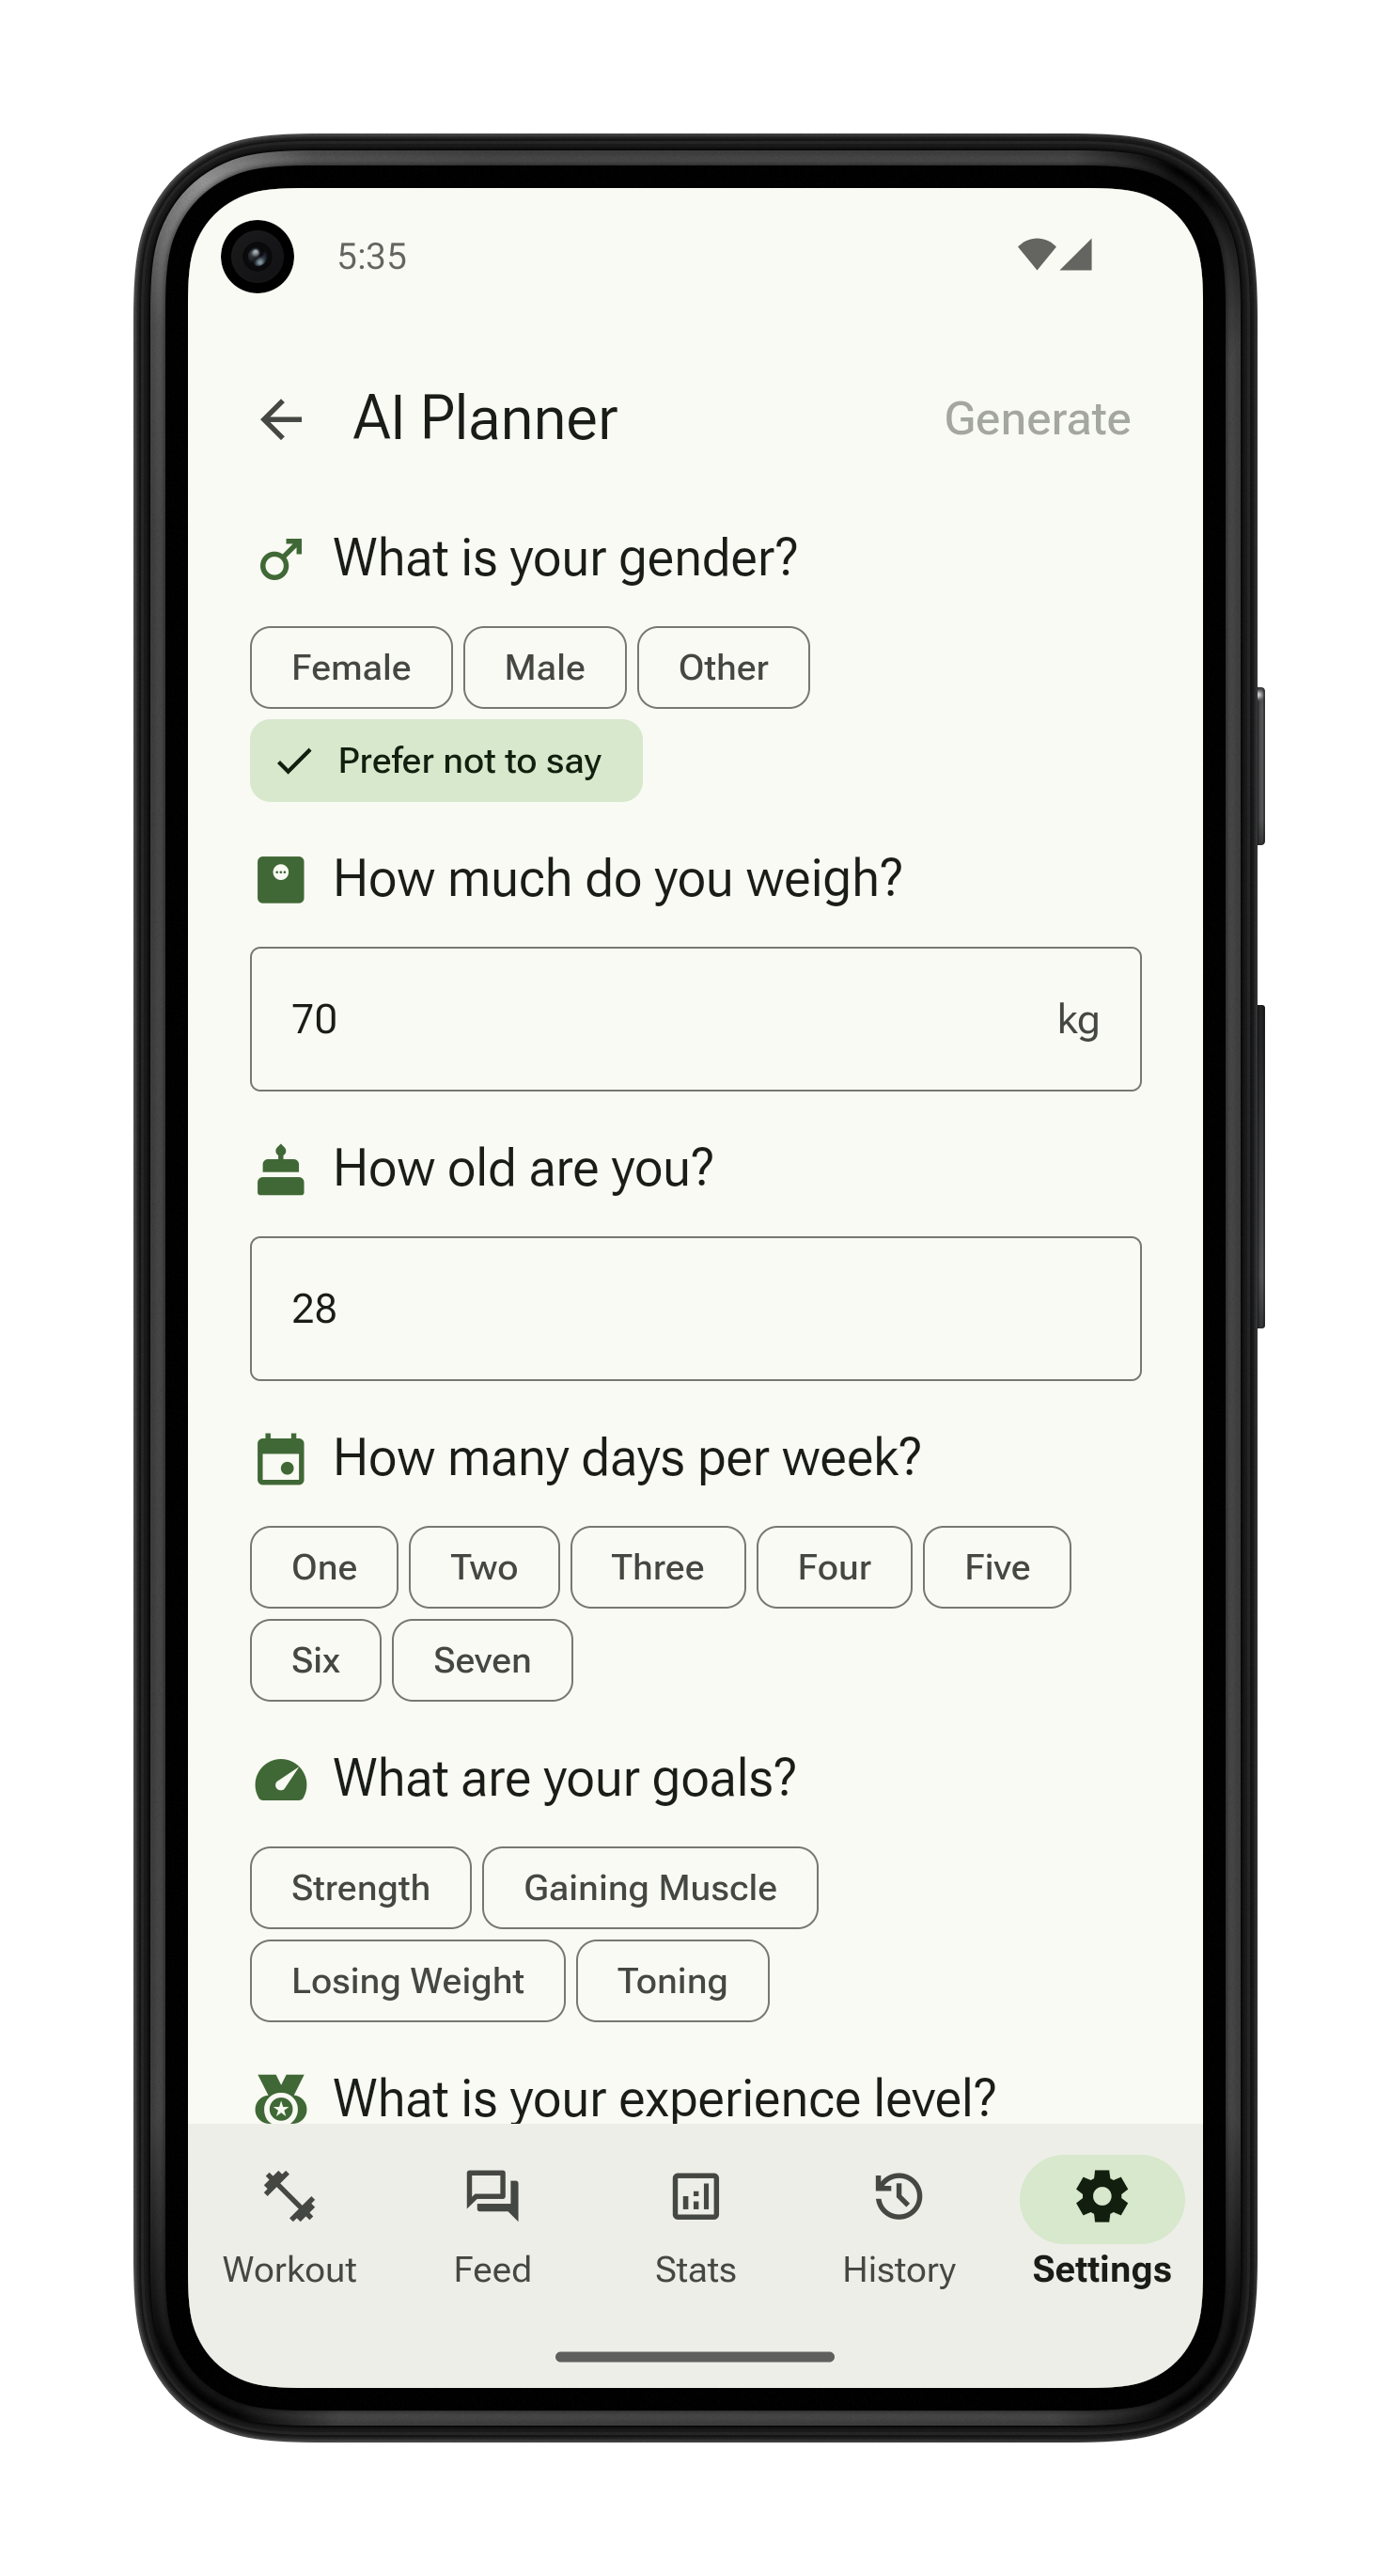 5:35
AI Planner
Generate
What is your gender?
Female Male Other
Prefer not to say
How much do you weigh?
70 kg
How old are you?
28
How many days per week?
One Two Three Four Five
Six Seven
What are your goals?
Strength Gaining Muscle
Losing Weight Toning
What is your experience level?
Workout Feed Stats History Settings